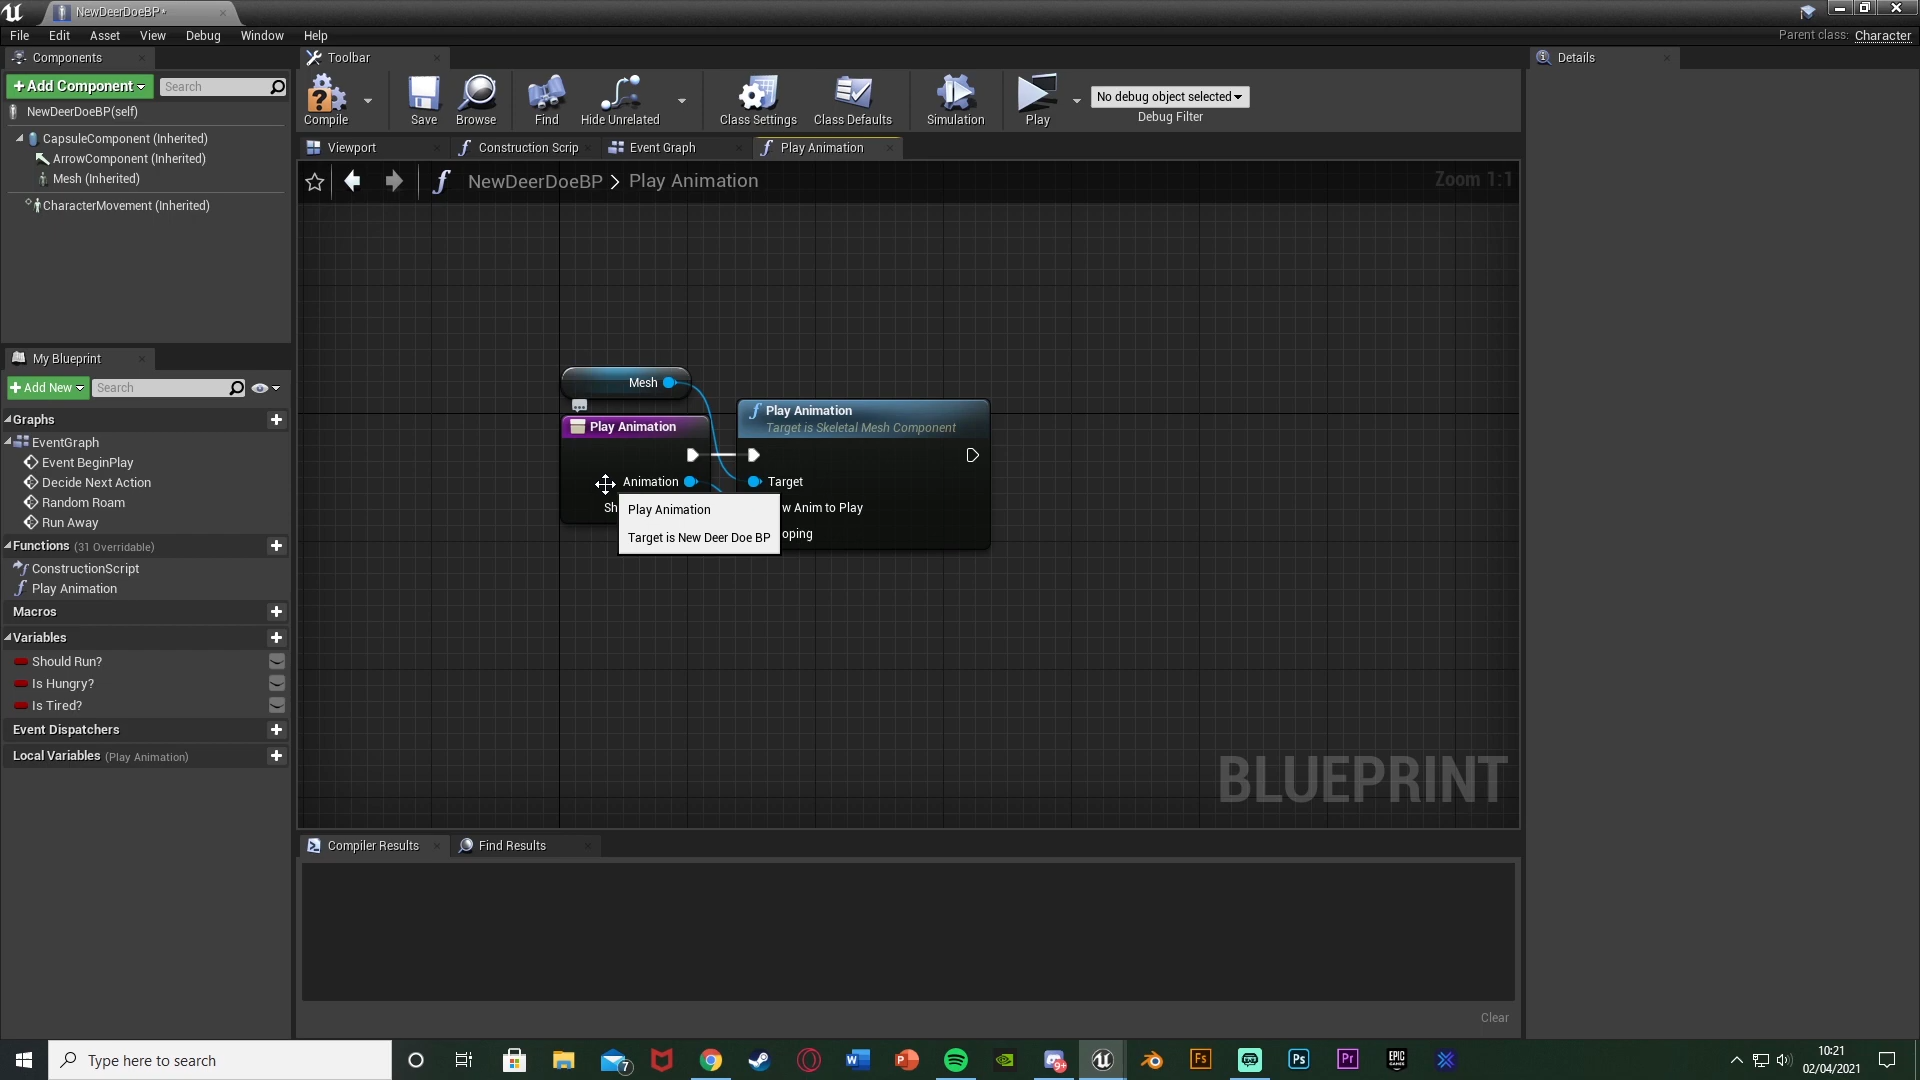 NewDeerDoeBP*
File Edit Asset View Debug Window Help
Parent class: Character
Components
Add Component
Search
NewDeerDoeBP(self)
CapsuleComponent (Inherited)
ArrowComponent (Inherited)
Mesh (Inherited)
CharacterMovement (Inherited)
My Blueprint
Add New
Search
Graphs
EventGraph
Event BeginPlay
Decide Next Action
Random Roam
Run Away
Functions (31 Overridable)
ConstructionScript
Play Animation
Macros
Variables
Should Run?
Is Hungry?
Is Tired?
Event Dispatchers
Local Variables (Play Animation)
Toolbar
Compile
Save
Browse
Find
Hide Unrelated
Class Settings
Class Defaults
Simulation
Play
No debug object selected
Debug Filter
Viewport
Construction Scrip
Event Graph
Play Animation
NewDeerDoeBP > Play Animation
Zoom 1:1
Mesh
Play Animation
Animation
Sh
Play Animation
Target is Skeletal Mesh Component
Target
w Anim to Play
oping
Play Animation
Target is New Deer Doe BP
BLUEPRINT
Compiler Results
Find Results
Clear
Details
Type here to search
7
W
P
9+
Fs
Ps
Pr
EPIC
10:21
02/04/2021